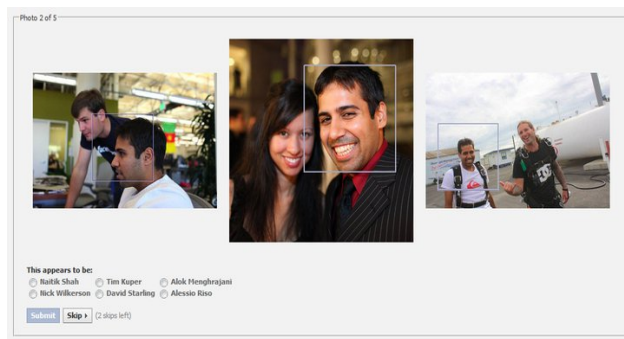 Photo 2 of 5
This appears to be:
Naitik Shah Tim Kuper Alok Menghrajani
Nick Wilkerson David Starling Alessio Riso
Submit Skip (2 skips left)